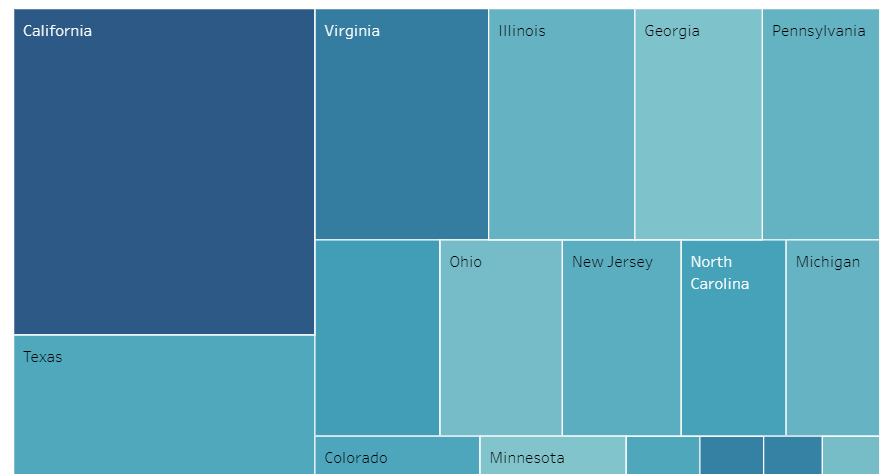 California
Virginia
Illinois
Georgia
Pennsylvania
Ohio
New Jersey
North
Carolina
Michigan
Texas
Colorado
Minnesota